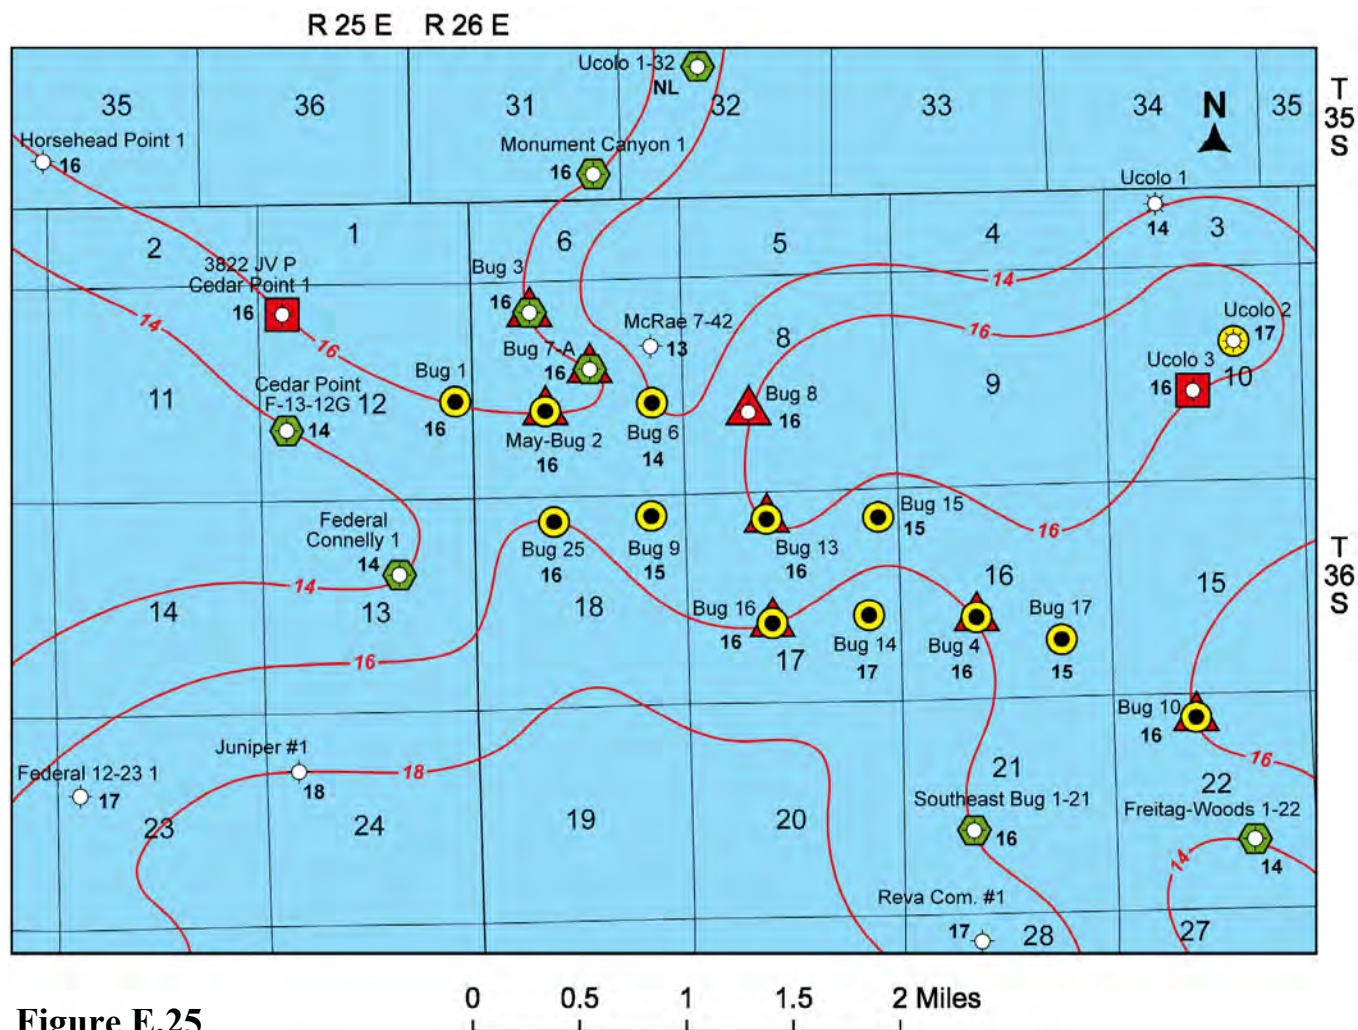 R 25 E R 26 E
Ucolo 1-32
NL
T
35
S
35 36 31 32 33 34 35
N
Horsehead Point 1
16
Monument Canyon 1
16
Ucolo 1
14
2 1 6 5 4 3
3822 JV P
Cedar Point 1
16
Bug 3
16
14
14
16
McRae 7-42
13
8
16
Ucolo 2
17
Bug 7-A
16
Ucolo 3
16
10
Bug 1
16
Cedar Point
F-13-12G
14
11 12 9
Bug 8
16
May-Bug 2
16
Bug 6
14
Federal
Connelly 1
14
Bug 25
16
Bug 9
15
Bug 13
16
Bug 15
15
16
T
36
S
14
14 13 18 16 15
Bug 16
16
17
Bug 14
17
Bug 4
16
Bug 17
15
16
Bug 10
16
16
Juniper #1
18
18
Federal 12-23 1
17
21 22
Southeast Bug 1-21
16
Freitag-Woods 1-22
14
14
23 24 19 20
Reva Com. #1
17
28 27
0 0.5 1 1.5 2 Miles
Figure E.25